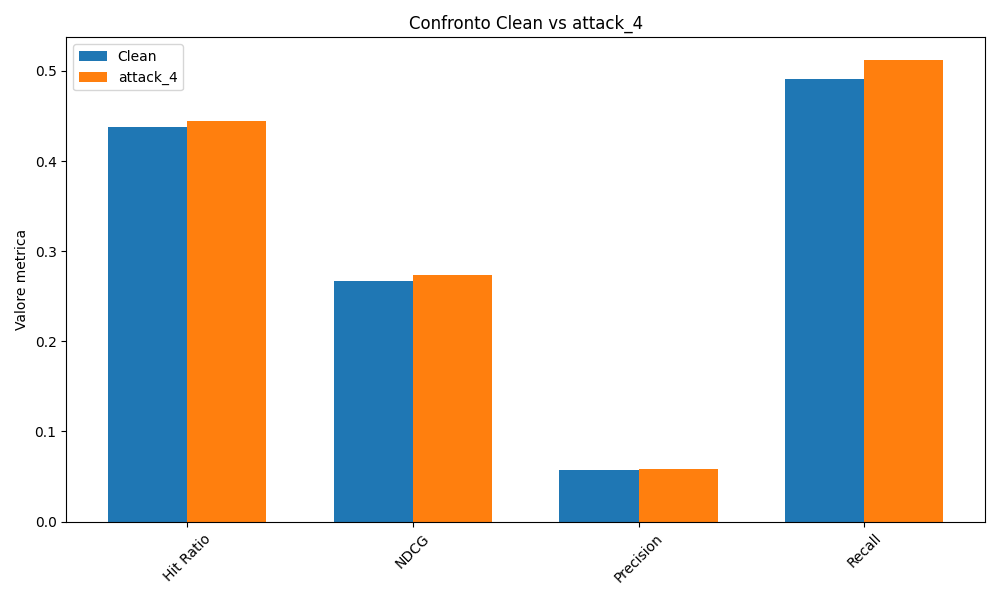 Confronto Clean vs attack_4
Clean
attack_4
Valore metrica
0.5
0.4
0.3
0.2
0.1
0.0
Hit Ratio
NDCG
Precision
Recall